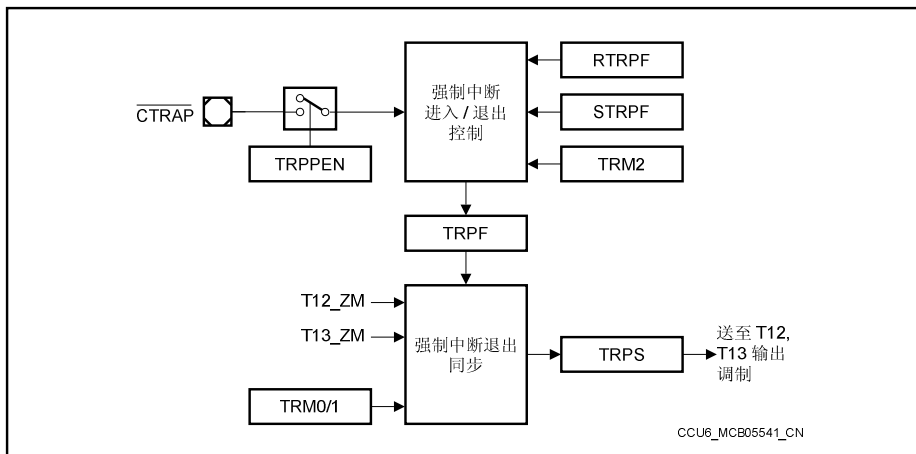 CTRAP
TRPPEN
强制中断
进入 / 退出
控制
RTRPF
STRPF
TRM2
TRPF
T12_ZM
T13_ZM
TRM0/1
强制中断退出
同步
TRPS
送至 T12,
T13 输出
调制
CCU6_MCB05541_CN